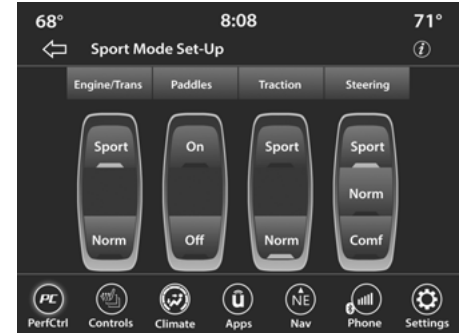 68° 8:08 71°
Sport Mode Set-Up i
Engine/Trans Paddles Traction Steering
Sport On Sport Sport
Norm
Norm Off Norm Comf
PC û NE
PerfCtrl Controls Climate Apps Nav Phone Settings